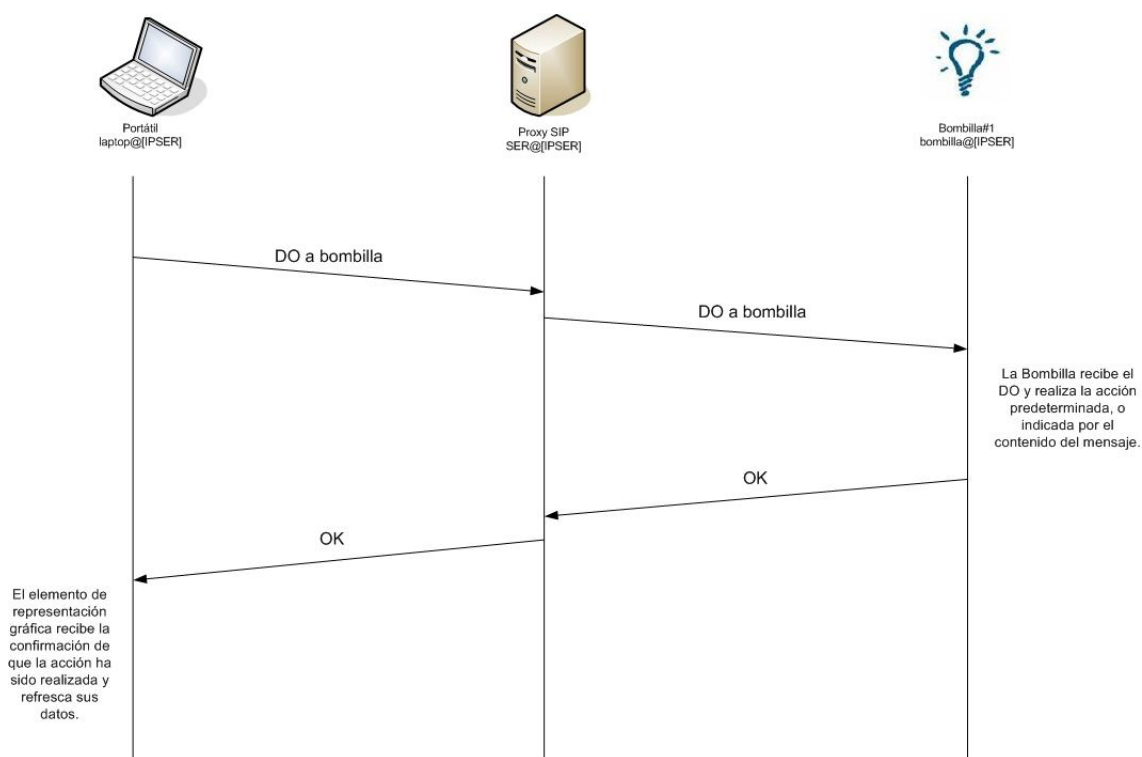 Portátil
laptop@[IPSER]
Proxy SIP
SER@[IPSER]
Bombilla#1
bombilla@[IPSER]
DO a bombilla
DO a bombilla
La Bombilla recibe el
DO y realiza la acción
predeterminada, o
indicada por el
contenido del mensaje.
OK
OK
El elemento de
representación
gráfica recibe la
confirmación de
que la acción ha
sido realizada y
refresca sus
datos.